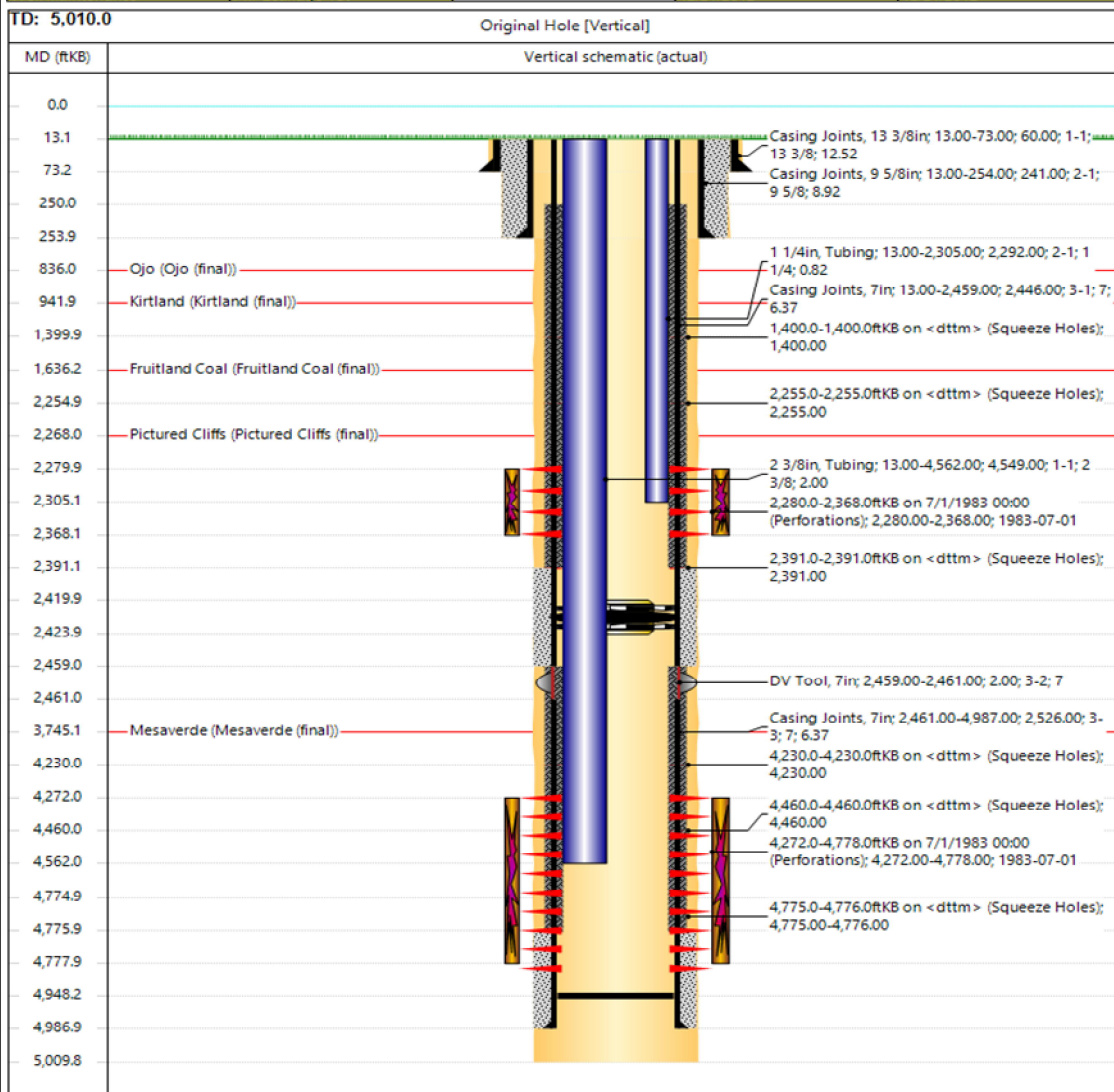 TD: 5,010.0
Original Hole [Vertical]
MD (ftKB)
Vertical schematic (actual)
0.0
13.1
Casing Joints, 13 3/8in; 13.00-73.00; 60.00; 1-1;
13 3/8; 12.52
73.2
Casing Joints, 9 5/8in; 13.00-254.00; 241.00; 2-1;
9 5/8; 8.92
250.0
253.9
1 1/4in, Tubing; 13.00-2,305.00; 2,292.00; 2-1; 1
1/4; 0.82
836.0
Ojo (Ojo (final))
Casing Joints, 7in; 13.00-2,459.00; 2,446.00; 3-1; 7;
6.37
941.9
Kirtland (Kirtland (final))
1,400.0-1,400.0ftKB on <dttm> (Squeeze Holes);
1,400.00
1,399.9
1,636.2
Fruitland Coal (Fruitland Coal (final))
2,255.0-2,255.0ftKB on <dttm> (Squeeze Holes);
2,255.00
2,254.9
2,268.0
Pictured Cliffs (Pictured Cliffs (final))
2,279.9
2 3/8in, Tubing; 13.00-4,562.00; 4,549.00; 1-1; 2
3/8; 2.00
2,305.1
2,280.0-2,368.0ftKB on 7/1/1983 00:00
(Perforations); 2,280.00-2,368.00; 1983-07-01
2,368.1
2,391.1
2,391.0-2,391.0ftKB on <dttm> (Squeeze Holes);
2,391.00
2,419.9
2,423.9
2,459.0
DV Tool, 7in; 2,459.00-2,461.00; 2.00; 3-2; 7
2,461.0
Casing Joints, 7in; 2,461.00-4,987.00; 2,526.00; 3-
3; 7; 6.37
3,745.1
Mesaverde (Mesaverde (final))
4,230.0
4,230.0-4,230.0ftKB on <dttm> (Squeeze Holes);
4,230.00
4,272.0
4,460.0-4,460.0ftKB on <dttm> (Squeeze Holes);
4,460.00
4,460.0
4,272.0-4,778.0ftKB on 7/1/1983 00:00
(Perforations); 4,272.00-4,778.00; 1983-07-01
4,562.0
4,774.9
4,775.0-4,776.0ftKB on <dttm> (Squeeze Holes);
4,775.00-4,776.00
4,775.9
4,777.9
4,948.2
4,986.9
5,009.8